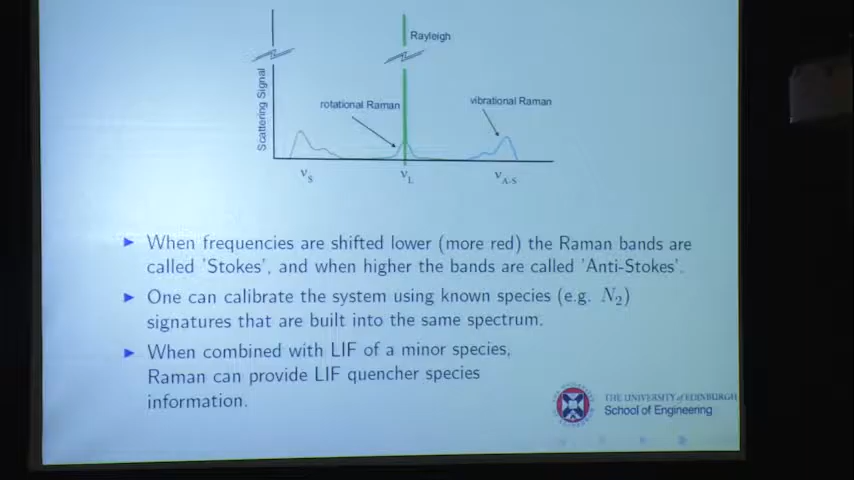 Rayleigh
Scattering Signal
rotational Raman
vibrational Raman
νS
νL
νA-S
When frequencies are shifted lower (more red) the Raman bands are
called 'Stokes', and when higher the bands are called 'Anti-Stokes'.
One can calibrate the system using known species (e.g. N2)
signatures that are built into the same spectrum.
When combined with LIF of a minor species,
Raman can provide LIF quencher species
information.
THE UNIVERSITY of EDINBURGH
School of Engineering